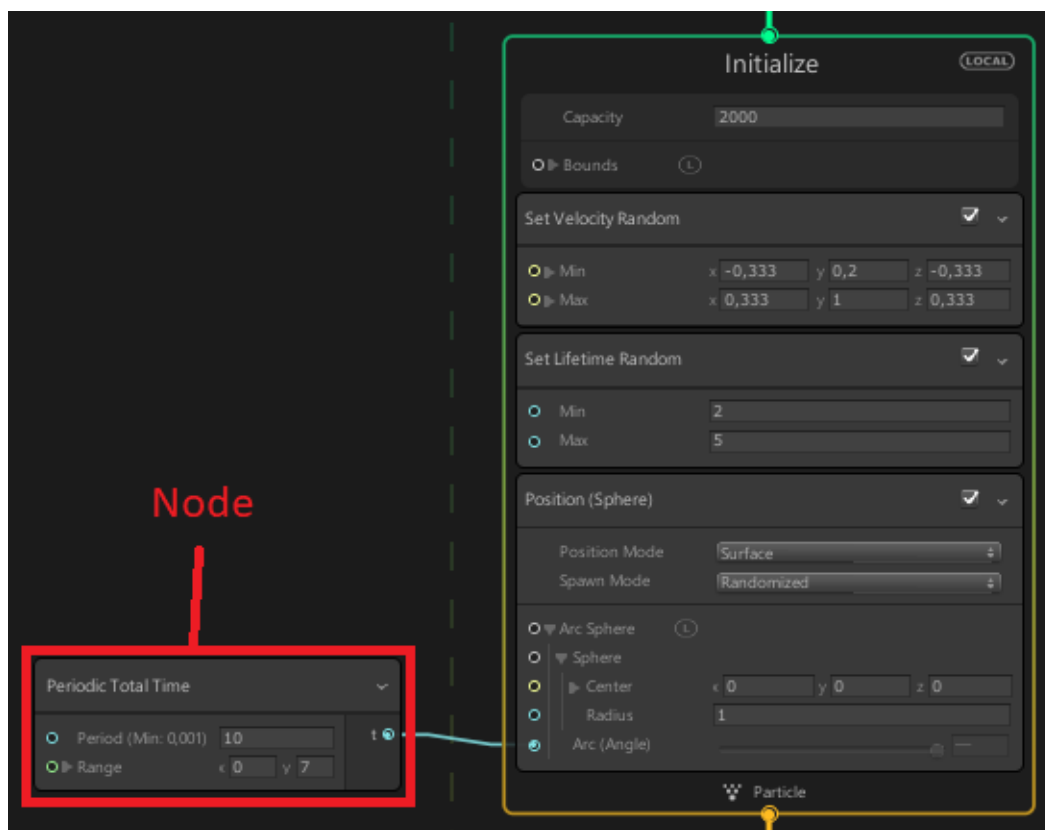 Initialize LOCAL
Capacity 2000
Bounds L
Set Velocity Random
Min x -0,333 y 0,2 z -0,333
Max x 0,333 y 1 z 0,333
Set Lifetime Random
Min 2
Max 5
Position (Sphere)
Position Mode Surface
Spawn Mode Randomized
Arc Sphere L
Sphere
Center x 0 y 0 z 0
Radius 1
Arc (Angle) —
Particle
Node
Periodic Total Time
Period (Min: 0,001) 10 t
Range x 0 y 7